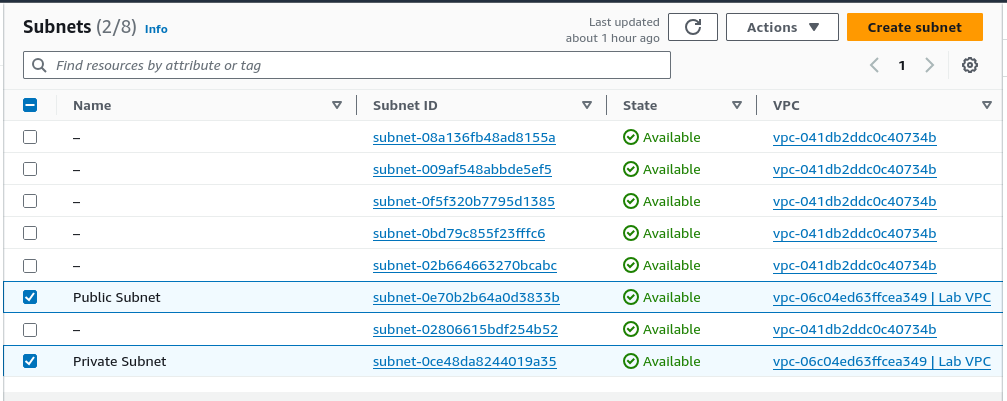 Subnets (2/8) Info
Last updated
about 1 hour ago
Actions
Create subnet
Find resources by attribute or tag
1
Name Subnet ID State VPC
– subnet-08a136fb48ad8155a Available vpc-041db2ddc0c40734b
– subnet-009af548abbde5ef5 Available vpc-041db2ddc0c40734b
– subnet-0f5f320b7795d1385 Available vpc-041db2ddc0c40734b
– subnet-0bd79c855f23fffc6 Available vpc-041db2ddc0c40734b
– subnet-02b664663270bcabc Available vpc-041db2ddc0c40734b
Public Subnet subnet-0e70b2b64a0d3833b Available vpc-06c04ed63ffcea349 | Lab VPC
– subnet-02806615bdf254b52 Available vpc-041db2ddc0c40734b
Private Subnet subnet-0ce48da8244019a35 Available vpc-06c04ed63ffcea349 | Lab VPC